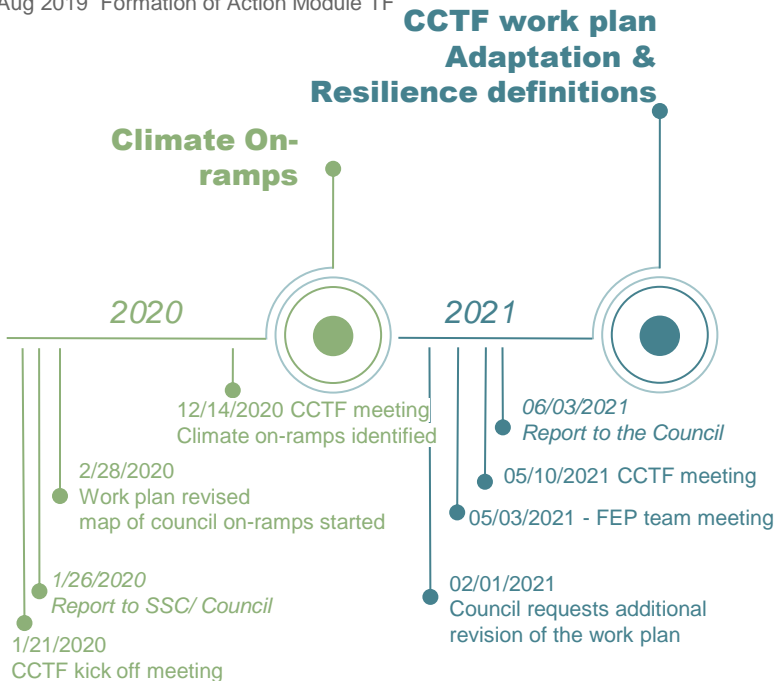 Aug 2019 Formation of Action Module TF
CCTF work plan
Adaptation &
Resilience definitions
Climate On-
ramps
2020
2021
12/14/2020 CCTF meeting
Climate on-ramps identified
06/03/2021
Report to the Council
2/28/2020
Work plan revised
map of council on-ramps started
05/10/2021 CCTF meeting
05/03/2021 - FEP team meeting
1/26/2020
Report to SSC/ Council
02/01/2021
Council requests additional
revision of the work plan
1/21/2020
CCTF kick off meeting